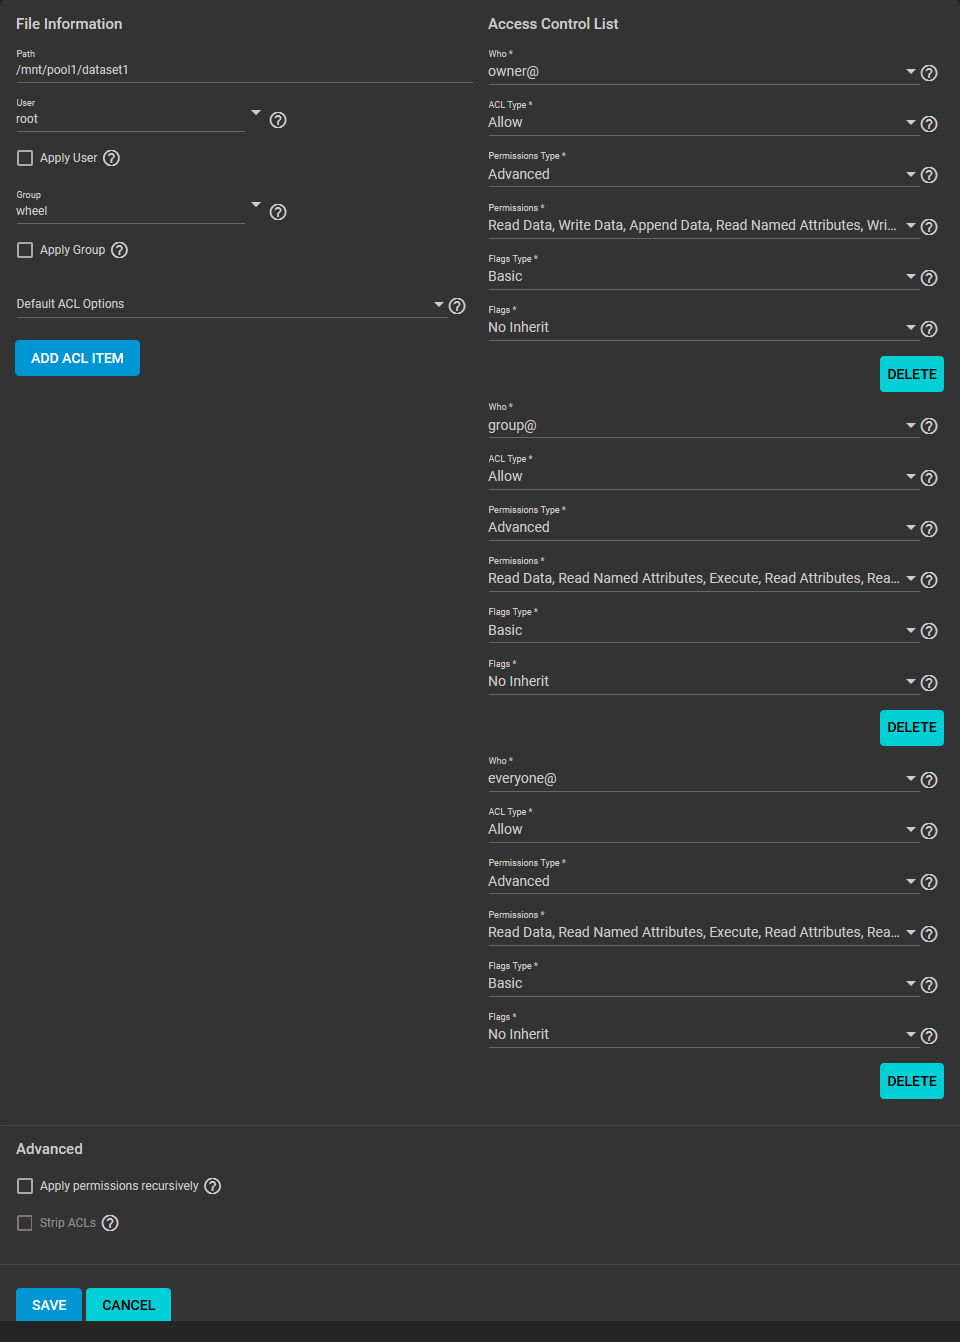 File Information
Path
/mnt/pool1/dataset1
User
root
Apply User
Group
wheel
Apply Group
Default ACL Options
ADD ACL ITEM
Access Control List
Who *
owner@
ACL Type *
Allow
Permissions Type *
Advanced
Permissions *
Read Data, Write Data, Append Data, Read Named Attributes, Wri...
Flags Type *
Basic
Flags *
No Inherit
DELETE
Who *
group@
ACL Type *
Allow
Permissions Type *
Advanced
Permissions *
Read Data, Read Named Attributes, Execute, Read Attributes, Rea...
Flags Type *
Basic
Flags *
No Inherit
DELETE
Who *
everyone@
ACL Type *
Allow
Permissions Type *
Advanced
Permissions *
Read Data, Read Named Attributes, Execute, Read Attributes, Rea...
Flags Type *
Basic
Flags *
No Inherit
DELETE
Advanced
Apply permissions recursively
Strip ACLs
SAVE CANCEL